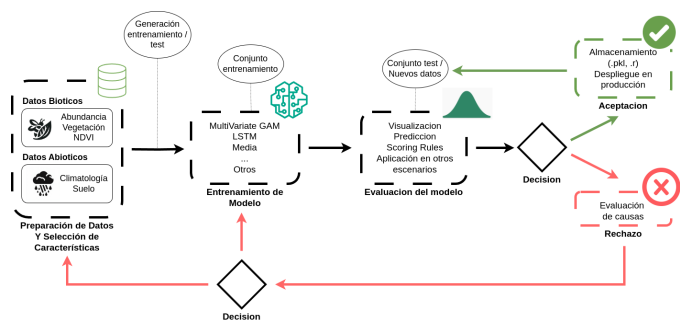 Generación
entrenamiento /
test
Conjunto
entrenamiento
Conjunto test /
Nuevos datos
Almacenamiento
(.pkl, .r)
Despliegue en
producción
Aceptacion
Datos Bioticos
Abundancia
Vegetación
NDVI
Datos Abioticos
Climatología
Suelo
Preparación de Datos
Y Selección de
Características
MultiVariate GAM
LSTM
Media
...
Otros
Entrenamiento de
Modelo
Visualizacion
Prediccion
Scoring Rules
Aplicación en otros
escenarios
Evaluacion del modelo
Decision
Evaluación
de causas
Rechazo
Decision